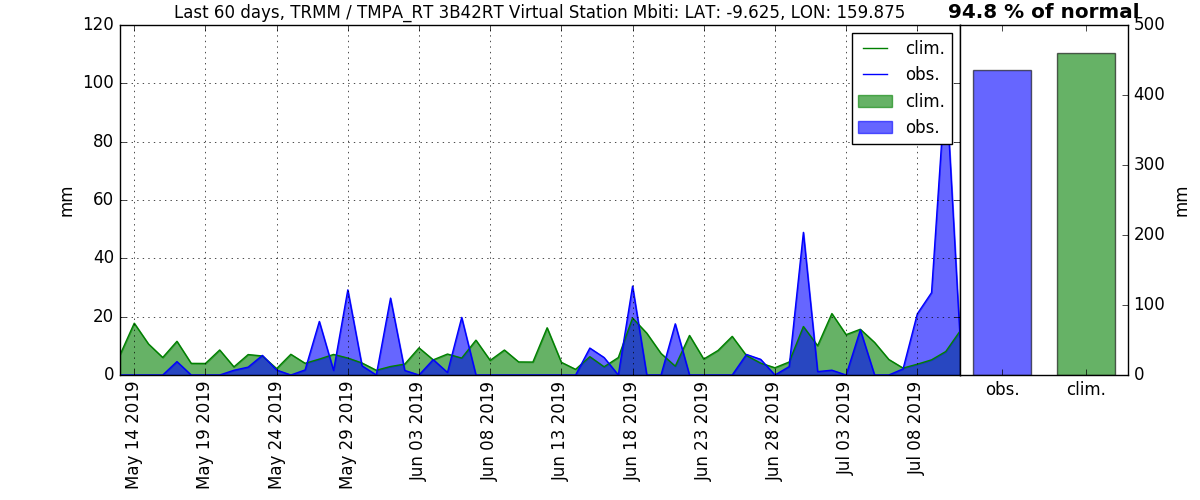 Last 60 days, TRMM / TMPA_RT 3B42RT Virtual Station Mbiti: LAT: -9.625, LON: 159.875
94.8 % of normal
120
100
80
60
40
20
0
mm
clim.
obs.
clim.
obs.
500
400
300
200
100
0
mm
May 14 2019
May 19 2019
May 24 2019
May 29 2019
Jun 03 2019
Jun 08 2019
Jun 13 2019
Jun 18 2019
Jun 23 2019
Jun 28 2019
Jul 03 2019
Jul 08 2019
obs.
clim.